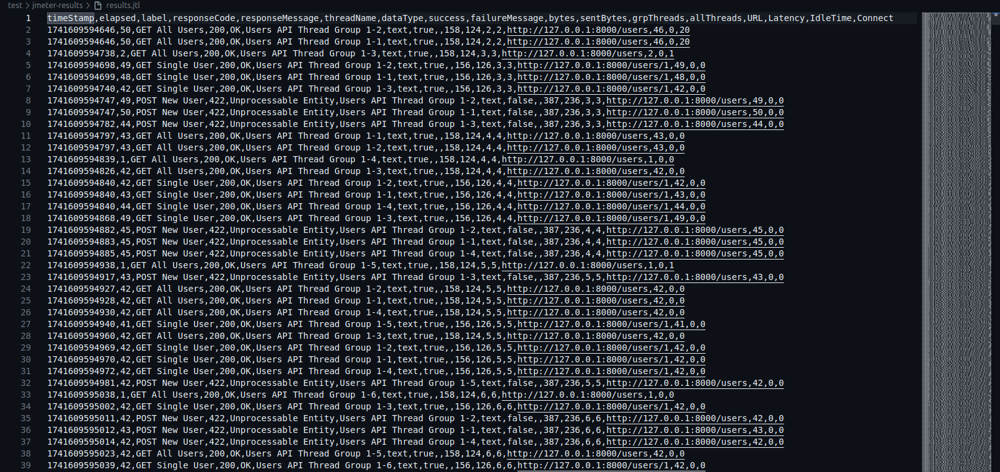 test > jmeter-results > results.jtl
1 timeStamp,elapsed,label,responseCode,responseMessage,threadName,dataType,success,failureMessage,bytes,sentBytes,grpThreads,allThreads,URL,Latency,IdleTime,Connect
2 1741609594646,50,GET All Users,200,OK,Users API Thread Group 1-2,text,true,,158,124,2,2,http://127.0.0.1:8000/users,46,0,20
3 1741609594646,50,GET All Users,200,OK,Users API Thread Group 1-1,text,true,,158,124,2,2,http://127.0.0.1:8000/users,46,0,20
4 1741609594738,2,GET All Users,200,OK,Users API Thread Group 1-3,text,true,,158,124,3,3,http://127.0.0.1:8000/users,2,0,1
5 1741609594698,49,GET Single User,200,OK,Users API Thread Group 1-2,text,true,,156,126,3,3,http://127.0.0.1:8000/users/1,49,0,0
6 1741609594699,48,GET Single User,200,OK,Users API Thread Group 1-1,text,true,,156,126,3,3,http://127.0.0.1:8000/users/1,48,0,0
7 1741609594740,42,GET Single User,200,OK,Users API Thread Group 1-3,text,true,,156,126,3,3,http://127.0.0.1:8000/users/1,42,0,0
8 1741609594747,49,POST New User,422,Unprocessable Entity,Users API Thread Group 1-2,text,false,,387,236,3,3,http://127.0.0.1:8000/users,49,0,0
9 1741609594747,50,POST New User,422,Unprocessable Entity,Users API Thread Group 1-1,text,false,,387,236,3,3,http://127.0.0.1:8000/users,50,0,0
10 1741609594782,44,POST New User,422,Unprocessable Entity,Users API Thread Group 1-3,text,false,,387,236,3,3,http://127.0.0.1:8000/users,44,0,0
11 1741609594797,43,GET All Users,200,OK,Users API Thread Group 1-1,text,true,,158,124,4,4,http://127.0.0.1:8000/users,43,0,0
12 1741609594797,43,GET All Users,200,OK,Users API Thread Group 1-2,text,true,,158,124,4,4,http://127.0.0.1:8000/users,43,0,0
13 1741609594839,1,GET All Users,200,OK,Users API Thread Group 1-4,text,true,,158,124,4,4,http://127.0.0.1:8000/users,1,0,0
14 1741609594826,42,GET All Users,200,OK,Users API Thread Group 1-3,text,true,,158,124,4,4,http://127.0.0.1:8000/users,42,0,0
15 1741609594840,42,GET Single User,200,OK,Users API Thread Group 1-2,text,true,,156,126,4,4,http://127.0.0.1:8000/users/1,42,0,0
16 1741609594840,43,GET Single User,200,OK,Users API Thread Group 1-1,text,true,,156,126,4,4,http://127.0.0.1:8000/users/1,43,0,0
17 1741609594840,44,GET Single User,200,OK,Users API Thread Group 1-4,text,true,,156,126,4,4,http://127.0.0.1:8000/users/1,44,0,0
18 1741609594868,49,GET Single User,200,OK,Users API Thread Group 1-3,text,true,,156,126,4,4,http://127.0.0.1:8000/users/1,49,0,0
19 1741609594882,45,POST New User,422,Unprocessable Entity,Users API Thread Group 1-2,text,false,,387,236,4,4,http://127.0.0.1:8000/users,45,0,0
20 1741609594883,45,POST New User,422,Unprocessable Entity,Users API Thread Group 1-1,text,false,,387,236,4,4,http://127.0.0.1:8000/users,45,0,0
21 1741609594885,45,POST New User,422,Unprocessable Entity,Users API Thread Group 1-4,text,false,,387,236,4,4,http://127.0.0.1:8000/users,45,0,0
22 1741609594938,1,GET All Users,200,OK,Users API Thread Group 1-5,text,true,,158,124,5,5,http://127.0.0.1:8000/users,1,0,1
23 1741609594917,43,POST New User,422,Unprocessable Entity,Users API Thread Group 1-3,text,false,,387,236,5,5,http://127.0.0.1:8000/users,43,0,0
24 1741609594927,42,GET All Users,200,OK,Users API Thread Group 1-2,text,true,,158,124,5,5,http://127.0.0.1:8000/users,42,0,0
25 1741609594928,42,GET All Users,200,OK,Users API Thread Group 1-1,text,true,,158,124,5,5,http://127.0.0.1:8000/users,42,0,0
26 1741609594930,42,GET All Users,200,OK,Users API Thread Group 1-4,text,true,,158,124,5,5,http://127.0.0.1:8000/users,42,0,0
27 1741609594940,41,GET Single User,200,OK,Users API Thread Group 1-5,text,true,,156,126,5,5,http://127.0.0.1:8000/users/1,41,0,0
28 1741609594960,42,GET All Users,200,OK,Users API Thread Group 1-3,text,true,,158,124,5,5,http://127.0.0.1:8000/users,42,0,0
29 1741609594969,42,GET Single User,200,OK,Users API Thread Group 1-2,text,true,,156,126,5,5,http://127.0.0.1:8000/users/1,42,0,0
30 1741609594970,42,GET Single User,200,OK,Users API Thread Group 1-1,text,true,,156,126,5,5,http://127.0.0.1:8000/users/1,42,0,0
31 1741609594972,42,GET Single User,200,OK,Users API Thread Group 1-4,text,true,,156,126,5,5,http://127.0.0.1:8000/users/1,42,0,0
32 1741609594981,42,POST New User,422,Unprocessable Entity,Users API Thread Group 1-5,text,false,,387,236,5,5,http://127.0.0.1:8000/users,42,0,0
33 1741609595038,1,GET All Users,200,OK,Users API Thread Group 1-6,text,true,,158,124,6,6,http://127.0.0.1:8000/users,1,0,0
34 1741609595002,42,GET Single User,200,OK,Users API Thread Group 1-3,text,true,,156,126,6,6,http://127.0.0.1:8000/users/1,42,0,0
35 1741609595011,42,POST New User,422,Unprocessable Entity,Users API Thread Group 1-2,text,false,,387,236,6,6,http://127.0.0.1:8000/users,42,0,0
36 1741609595012,43,POST New User,422,Unprocessable Entity,Users API Thread Group 1-1,text,false,,387,236,6,6,http://127.0.0.1:8000/users,43,0,0
37 1741609595014,42,POST New User,422,Unprocessable Entity,Users API Thread Group 1-4,text,false,,387,236,6,6,http://127.0.0.1:8000/users,42,0,0
38 1741609595023,42,GET All Users,200,OK,Users API Thread Group 1-5,text,true,,158,124,6,6,http://127.0.0.1:8000/users,42,0,0
39 1741609595039,42,GET Single User,200,OK,Users API Thread Group 1-6,text,true,,156,126,6,6,http://127.0.0.1:8000/users/1,42,0,0